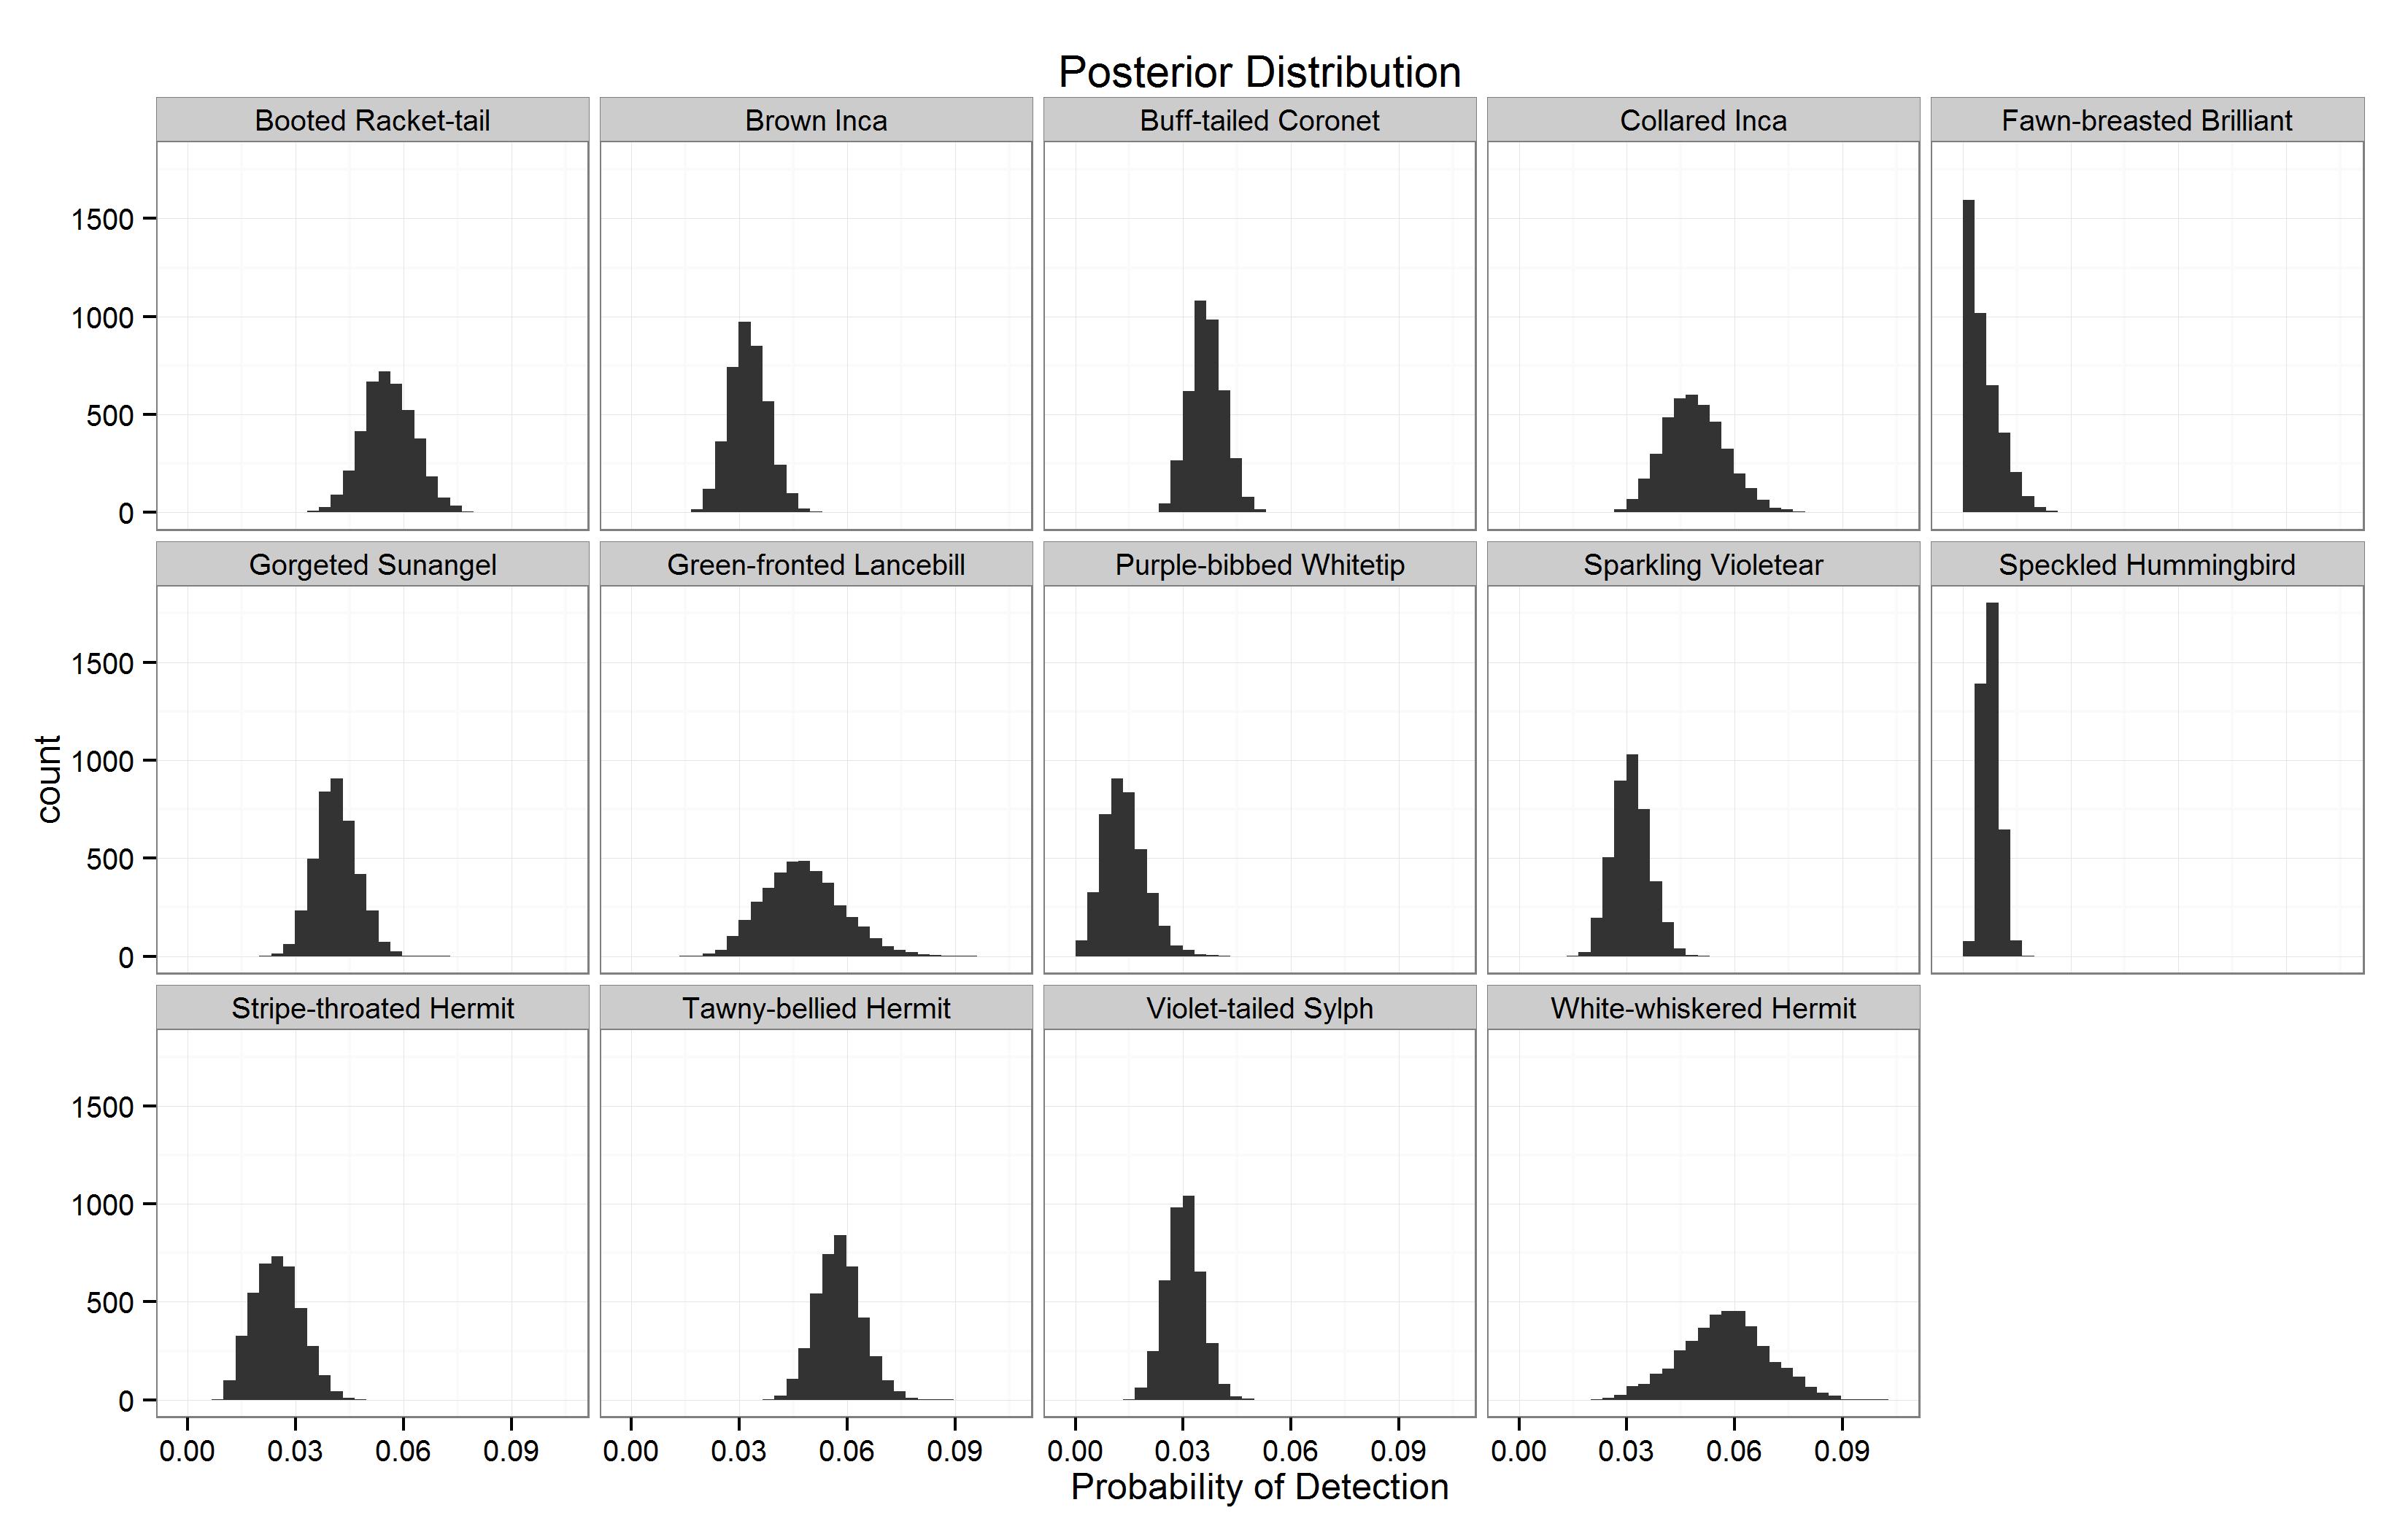 Posterior Distribution
Booted Racket-tail Brown Inca Buff-tailed Coronet Collared Inca Fawn-breasted Brilliant
1500
1000
500
0
Gorgeted Sunangel Green-fronted Lancebill Purple-bibbed Whitetip Sparkling Violetear Speckled Hummingbird
1500
1000
500
0
count
Stripe-throated Hermit Tawny-bellied Hermit Violet-tailed Sylph White-whiskered Hermit
1500
1000
500
0
0.00 0.03 0.06 0.09 0.00 0.03 0.06 0.09 0.00 0.03 0.06 0.09 0.00 0.03 0.06 0.09
Probability of Detection